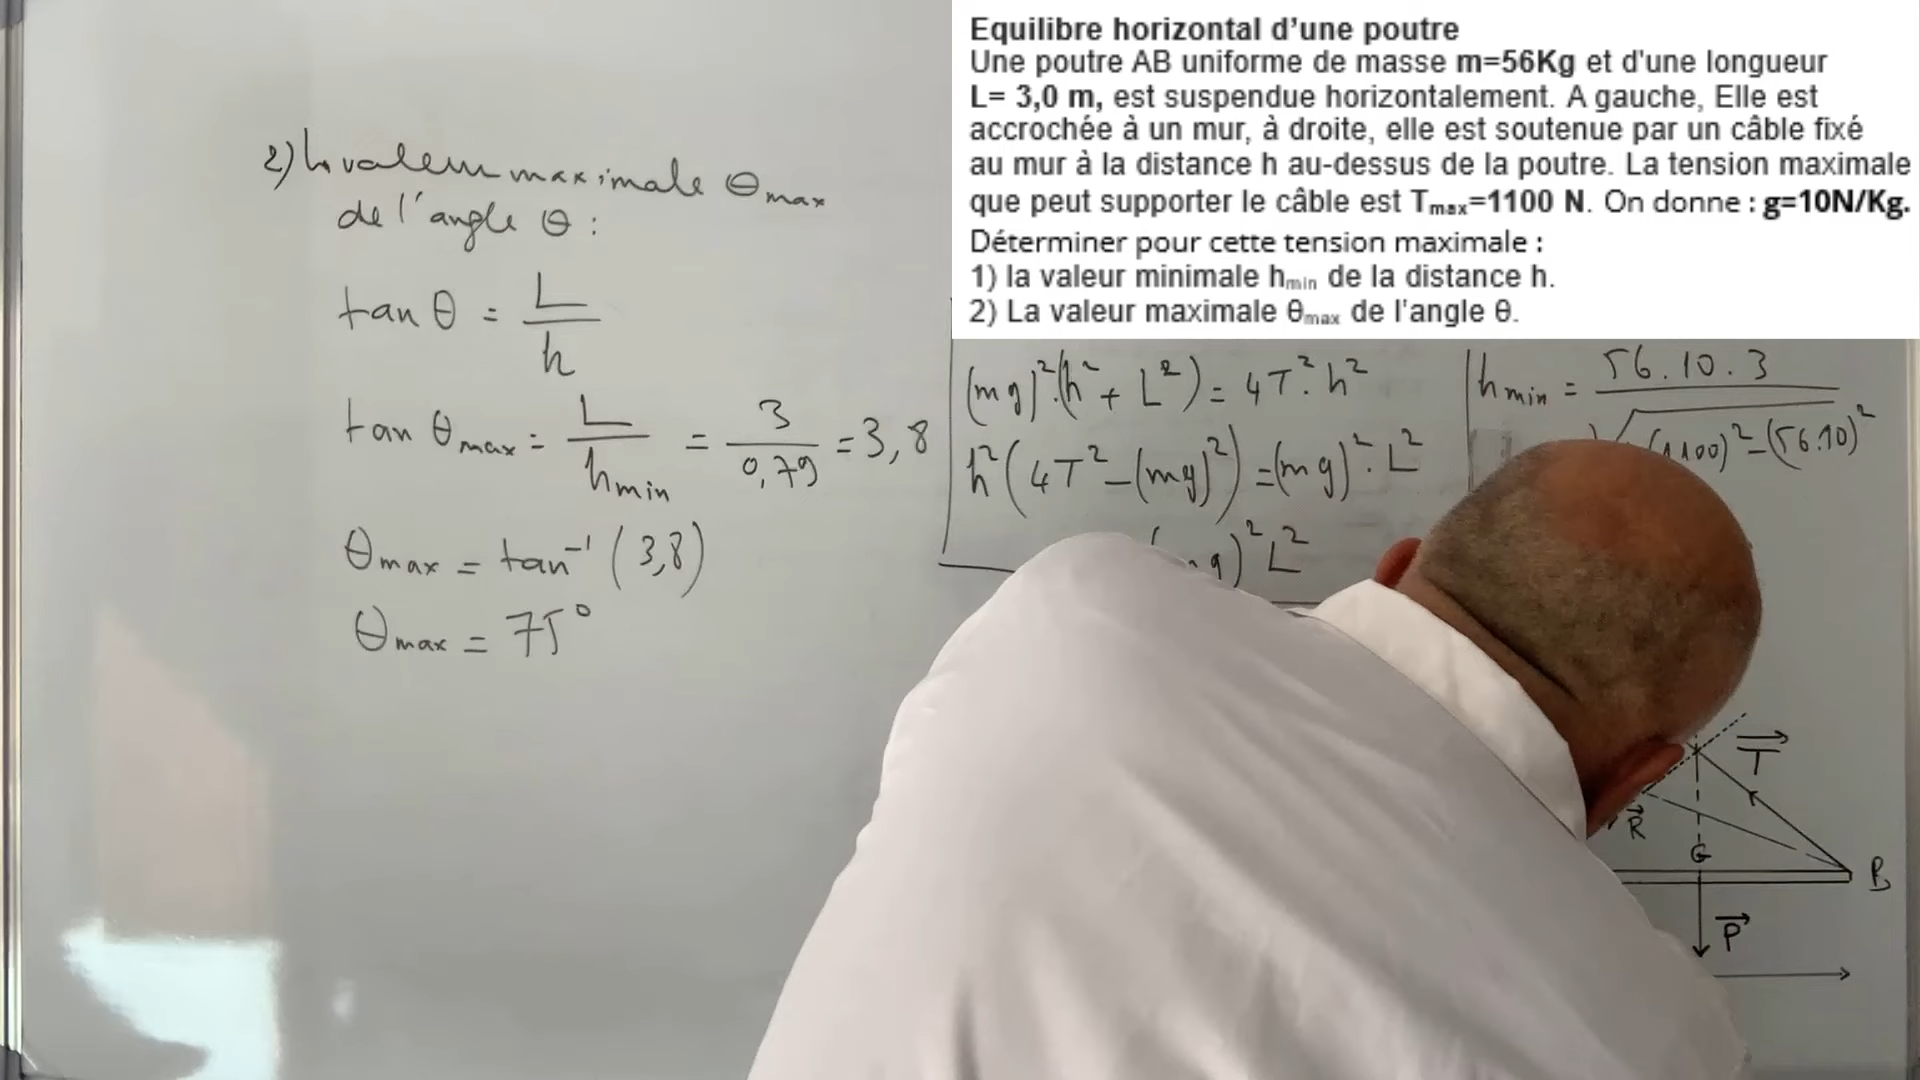 Equilibre horizontal d’une poutre
Une poutre AB uniforme de masse m=56Kg et d'une longueur
L= 3,0 m, est suspendue horizontalement. A gauche, Elle est
accrochée à un mur, à droite, elle est soutenue par un câble fixé
au mur à la distance h au-dessus de la poutre. La tension maximale
que peut supporter le câble est Tmax=1100 N. On donne : g=10N/Kg.
Déterminer pour cette tension maximale :
1) la valeur minimale hmin de la distance h.
2) La valeur maximale θmax de l'angle θ.
2) La valeur maximale θmax
de l'angle θ :
tan θ = L / h
tan θmax = L / hmin = 3 / 0,79 = 3,8
θmax = tan⁻¹ (3,8)
θmax = 75°
(mg)².(h² + L²) = 4T².h²
h²(4T² - (mg)²) = (mg)².L²
g)² L²
hmin = 56.10.3
1100)² - (56.10)²
T
R
G
B
P